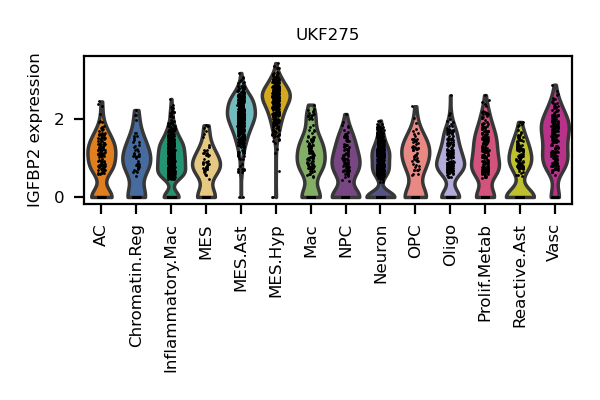 UKF275
IGFBP2 expression
2
0
AC
Chromatin.Reg
Inflammatory.Mac
MES
MES.Ast
MES.Hyp
Mac
NPC
Neuron
OPC
Oligo
Prolif.Metab
Reactive.Ast
Vasc